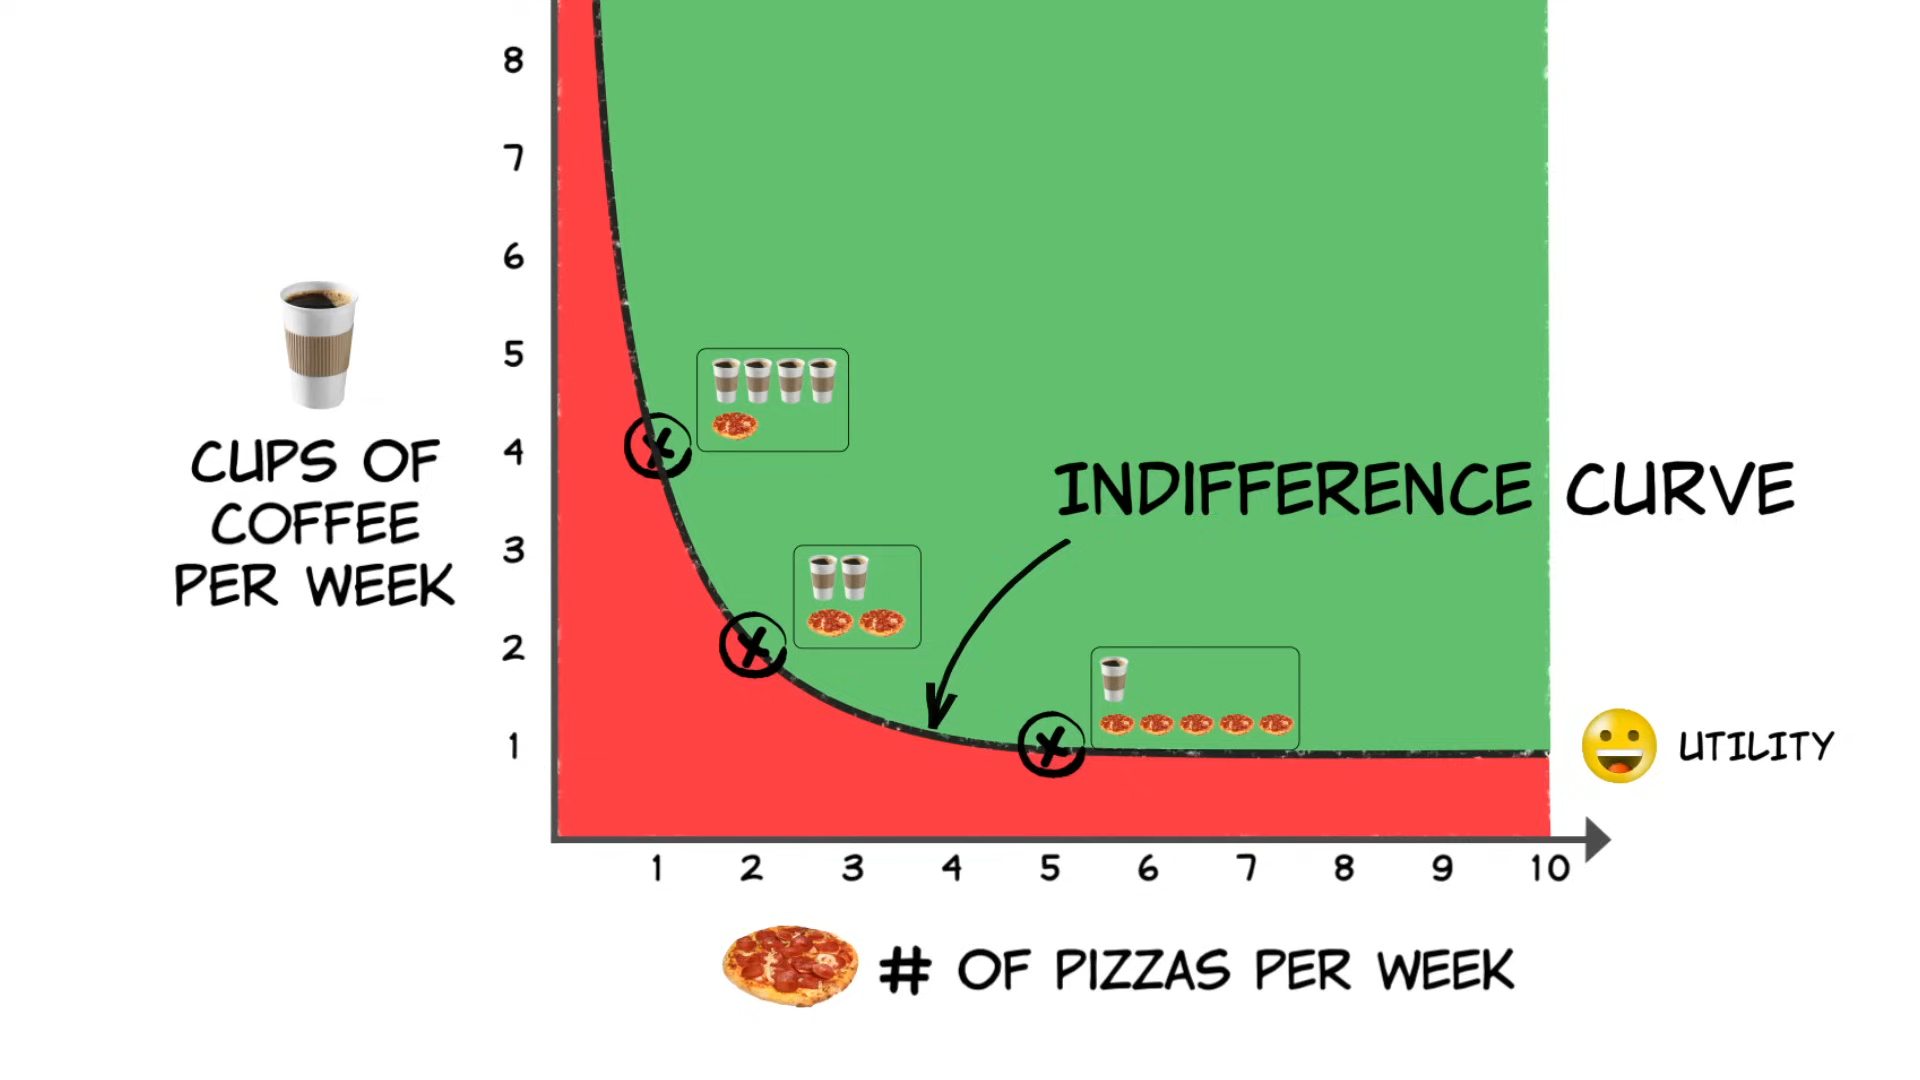 8
7
6
5
4
3
2
1
CUPS OF
COFFEE
PER WEEK
INDIFFERENCE CURVE
UTILITY
1 2 3 4 5 6 7 8 9 10
# OF PIZZAS PER WEEK